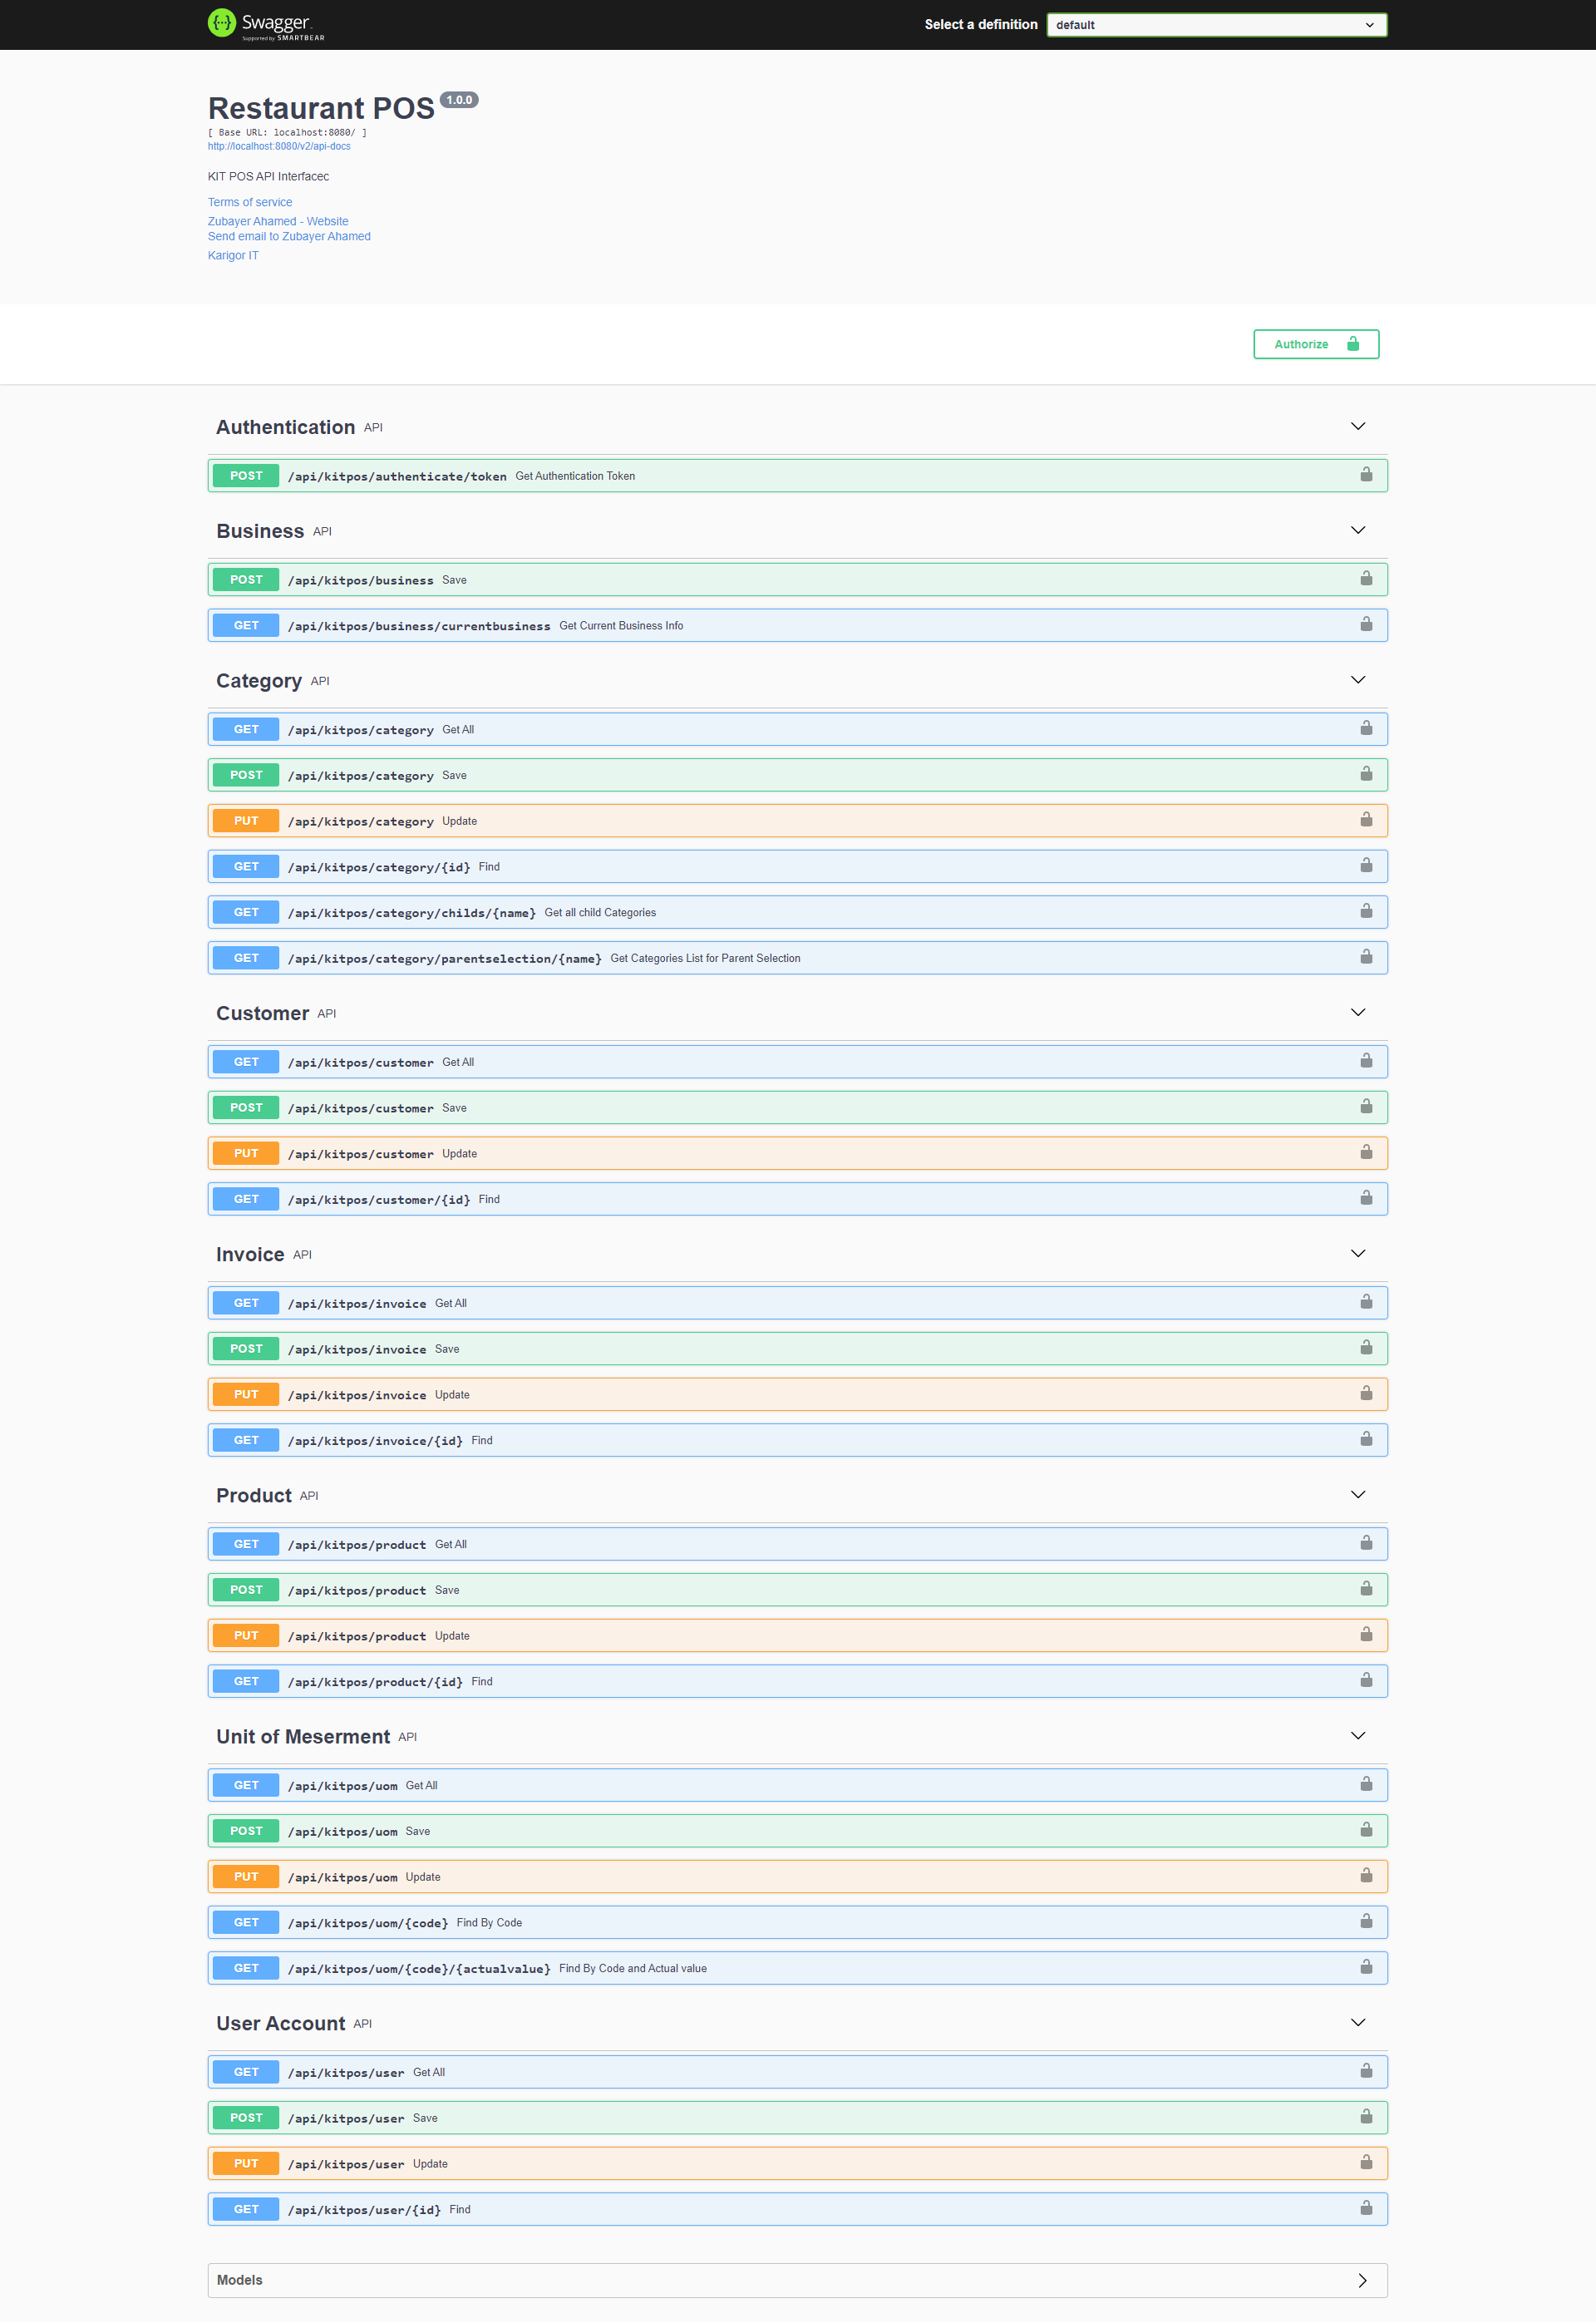 Swagger
Supported by SMARTBEAR
Select a definition default
Restaurant POS 1.0.0
[ Base URL: localhost:8080/ ]
http://localhost:8080/v2/api-docs
KIT POS API Interfacec
Terms of service
Zubayer Ahamed - Website
Send email to Zubayer Ahamed
Karigor IT
Authorize
Authentication API
POST /api/kitpos/authenticate/token Get Authentication Token
Business API
POST /api/kitpos/business Save
GET /api/kitpos/business/currentbusiness Get Current Business Info
Category API
GET /api/kitpos/category Get All
POST /api/kitpos/category Save
PUT /api/kitpos/category Update
GET /api/kitpos/category/{id} Find
GET /api/kitpos/category/childs/{name} Get all child Categories
GET /api/kitpos/category/parentselection/{name} Get Categories List for Parent Selection
Customer API
GET /api/kitpos/customer Get All
POST /api/kitpos/customer Save
PUT /api/kitpos/customer Update
GET /api/kitpos/customer/{id} Find
Invoice API
GET /api/kitpos/invoice Get All
POST /api/kitpos/invoice Save
PUT /api/kitpos/invoice Update
GET /api/kitpos/invoice/{id} Find
Product API
GET /api/kitpos/product Get All
POST /api/kitpos/product Save
PUT /api/kitpos/product Update
GET /api/kitpos/product/{id} Find
Unit of Meserment API
GET /api/kitpos/uom Get All
POST /api/kitpos/uom Save
PUT /api/kitpos/uom Update
GET /api/kitpos/uom/{code} Find By Code
GET /api/kitpos/uom/{code}/{actualvalue} Find By Code and Actual value
User Account API
GET /api/kitpos/user Get All
POST /api/kitpos/user Save
PUT /api/kitpos/user Update
GET /api/kitpos/user/{id} Find
Models